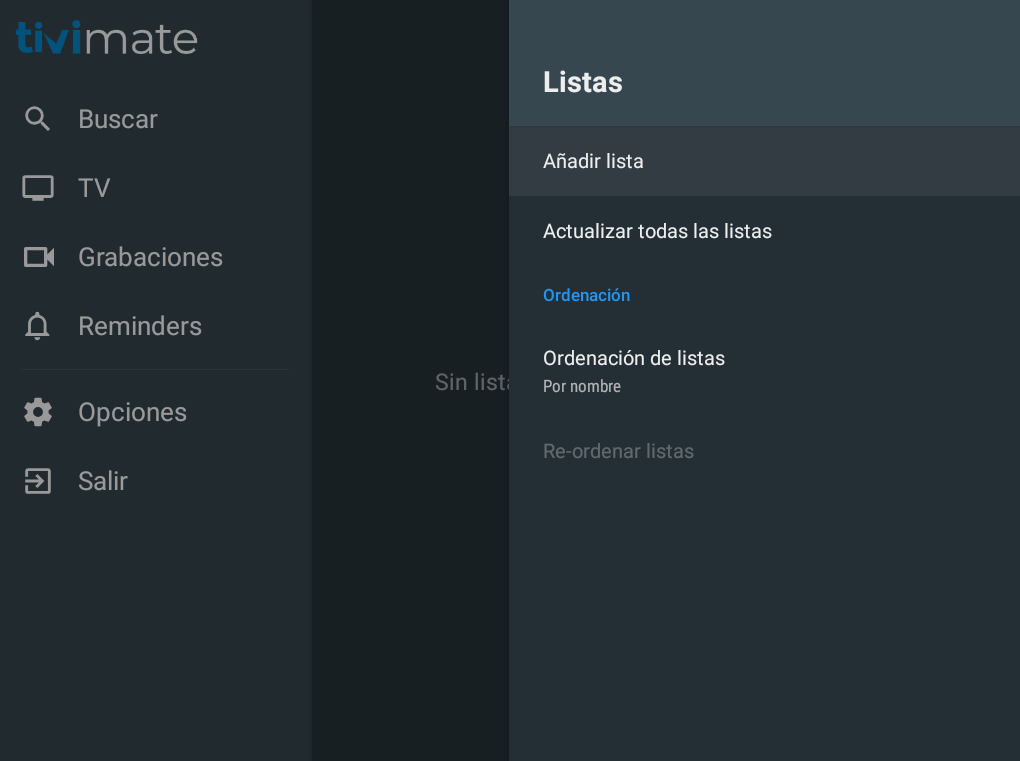 tivimate
Buscar
TV
Grabaciones
Reminders
Opciones
Salir
Sin
Listas
Añadir lista
Actualizar todas las listas
Ordenación
Ordenación de listas
Por nombre
Re-ordenar listas